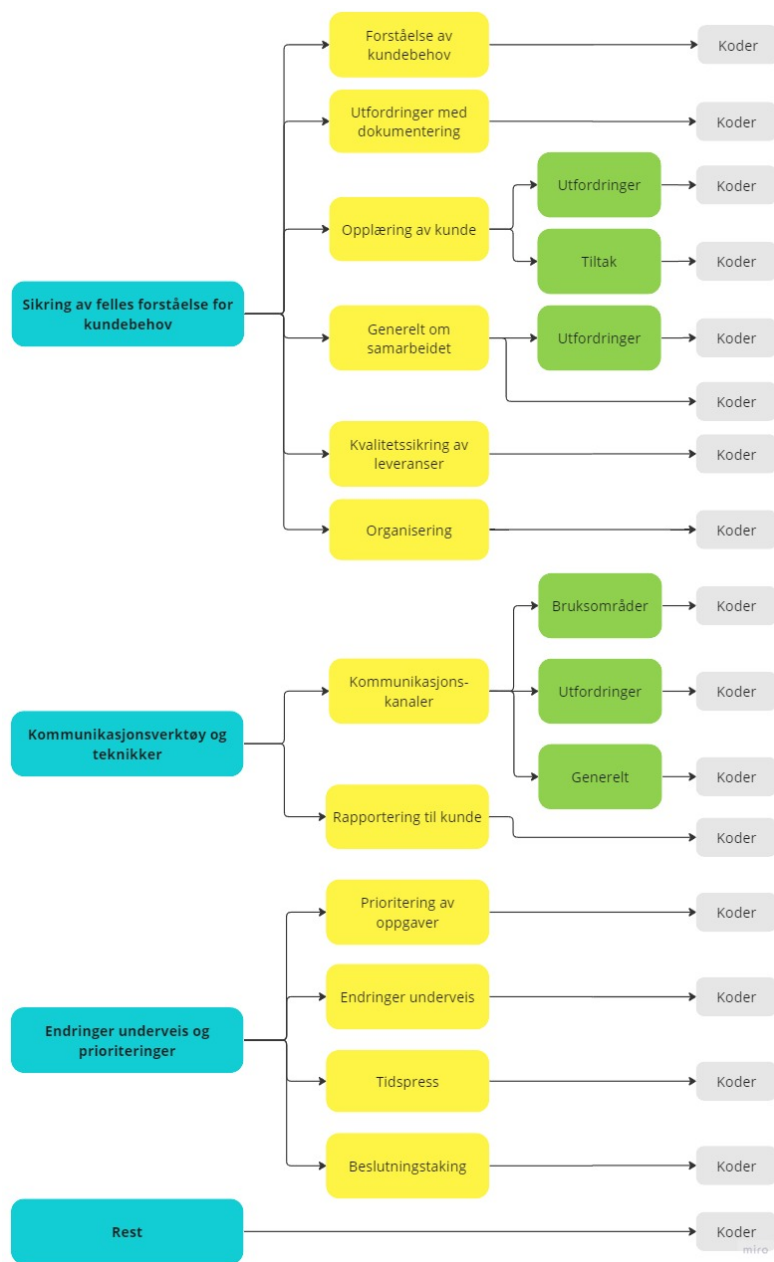 Forståelse av
kundebehov
Koder
Utfordringer med
dokumentering
Koder
Utfordringer
Koder
Opplæring av kunde
Tiltak
Koder
Sikring av felles forståelse for
kundebehov
Generelt om
samarbeidet
Utfordringer
Koder
Koder
Kvalitetssikring av
leveranser
Koder
Organisering
Koder
Bruksområder
Koder
Kommunikasjons-
kanaler
Utfordringer
Koder
Kommunikasjonsverktøy og
teknikker
Generelt
Koder
Rapportering til kunde
Koder
Prioritering av
oppgaver
Koder
Endringer underveis
Koder
Endringer underveis og
prioriteringer
Tidspress
Koder
Beslutningstaking
Koder
Rest
Koder
miro